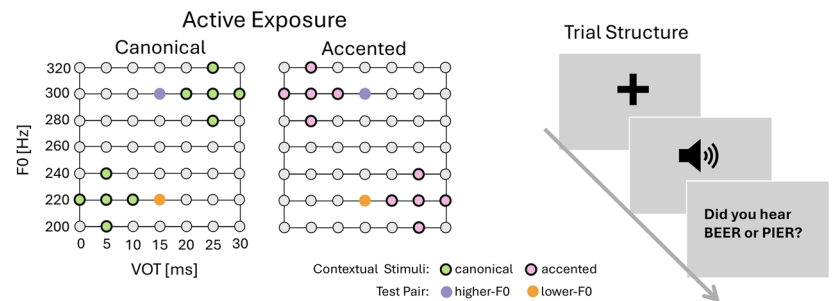 Active Exposure
Canonical
Accented
F0 [Hz]
320
300
280
260
240
220
200
0 5 10 15 20 25 30
VOT [ms]
Contextual Stimuli: canonical accented
Test Pair: higher-F0 lower-F0
Trial Structure
Did you hear
BEER or PIER?